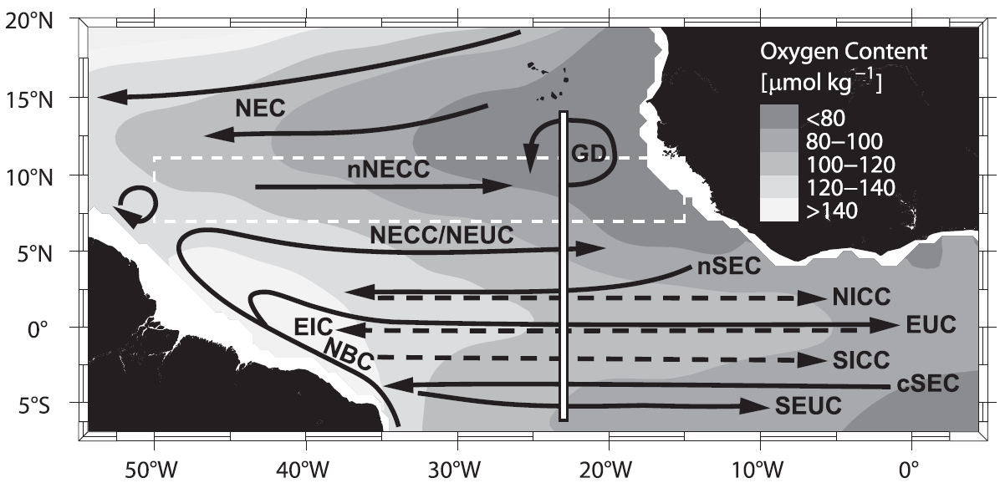 20°N
15°N
10°N
5°N
0°
5°S
50°W
40°W
30°W
20°W
10°W
0°
Oxygen Content
[µmol kg⁻¹]
<80
80–100
100–120
120–140
>140
NEC
GD
nNECC
NECC/NEUC
nSEC
NICC
EIC
EUC
NBC
SICC
cSEC
SEUC